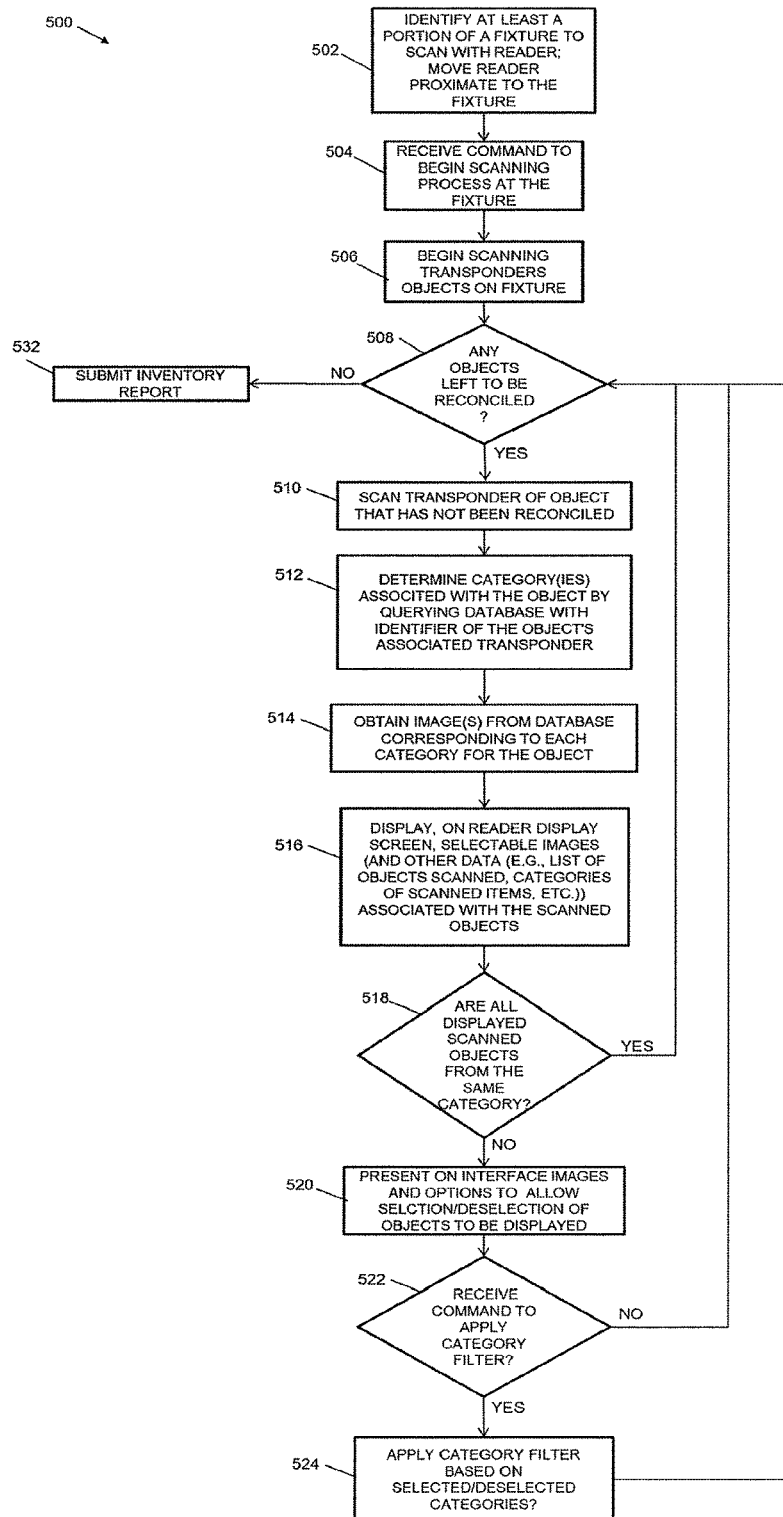 500
502
IDENTIFY AT LEAST A
PORTION OF A FIXTURE TO
SCAN WITH READER;
MOVE READER
PROXIMATE TO THE
FIXTURE
504
RECEIVE COMMAND TO
BEGIN SCANNING
PROCESS AT THE
FIXTURE
506
BEGIN SCANNING
TRANSPONDERS
OBJECTS ON FIXTURE
508
ANY
OBJECTS
LEFT TO BE
RECONCILED
?
NO
532
SUBMIT INVENTORY
REPORT
YES
510
SCAN TRANSPONDER OF OBJECT
THAT HAS NOT BEEN RECONCILED
512
DETERMINE CATEGORY(IES)
ASSOCITED WITH THE OBJECT BY
QUERYING DATABASE WITH
IDENTIFIER OF THE OBJECT'S
ASSOCIATED TRANSPONDER
514
OBTAIN IMAGE(S) FROM DATABASE
CORRESPONDING TO EACH
CATEGORY FOR THE OBJECT
516
DISPLAY, ON READER DISPLAY
SCREEN, SELECTABLE IMAGES
(AND OTHER DATA (E.G., LIST OF
OBJECTS SCANNED, CATEGORIES
OF SCANNED ITEMS, ETC.))
ASSOCIATED WITH THE SCANNED
OBJECTS
518
ARE ALL
DISPLAYED
SCANNED
OBJECTS
FROM THE
SAME
CATEGORY?
YES
NO
520
PRESENT ON INTERFACE IMAGES
AND OPTIONS TO ALLOW
SELCTION/DESELECTION OF
OBJECTS TO BE DISPLAYED
522
RECEIVE
COMMAND TO
APPLY
CATEGORY
FILTER?
NO
YES
524
APPLY CATEGORY FILTER
BASED ON
SELECTED/DESELECTED
CATEGORIES?